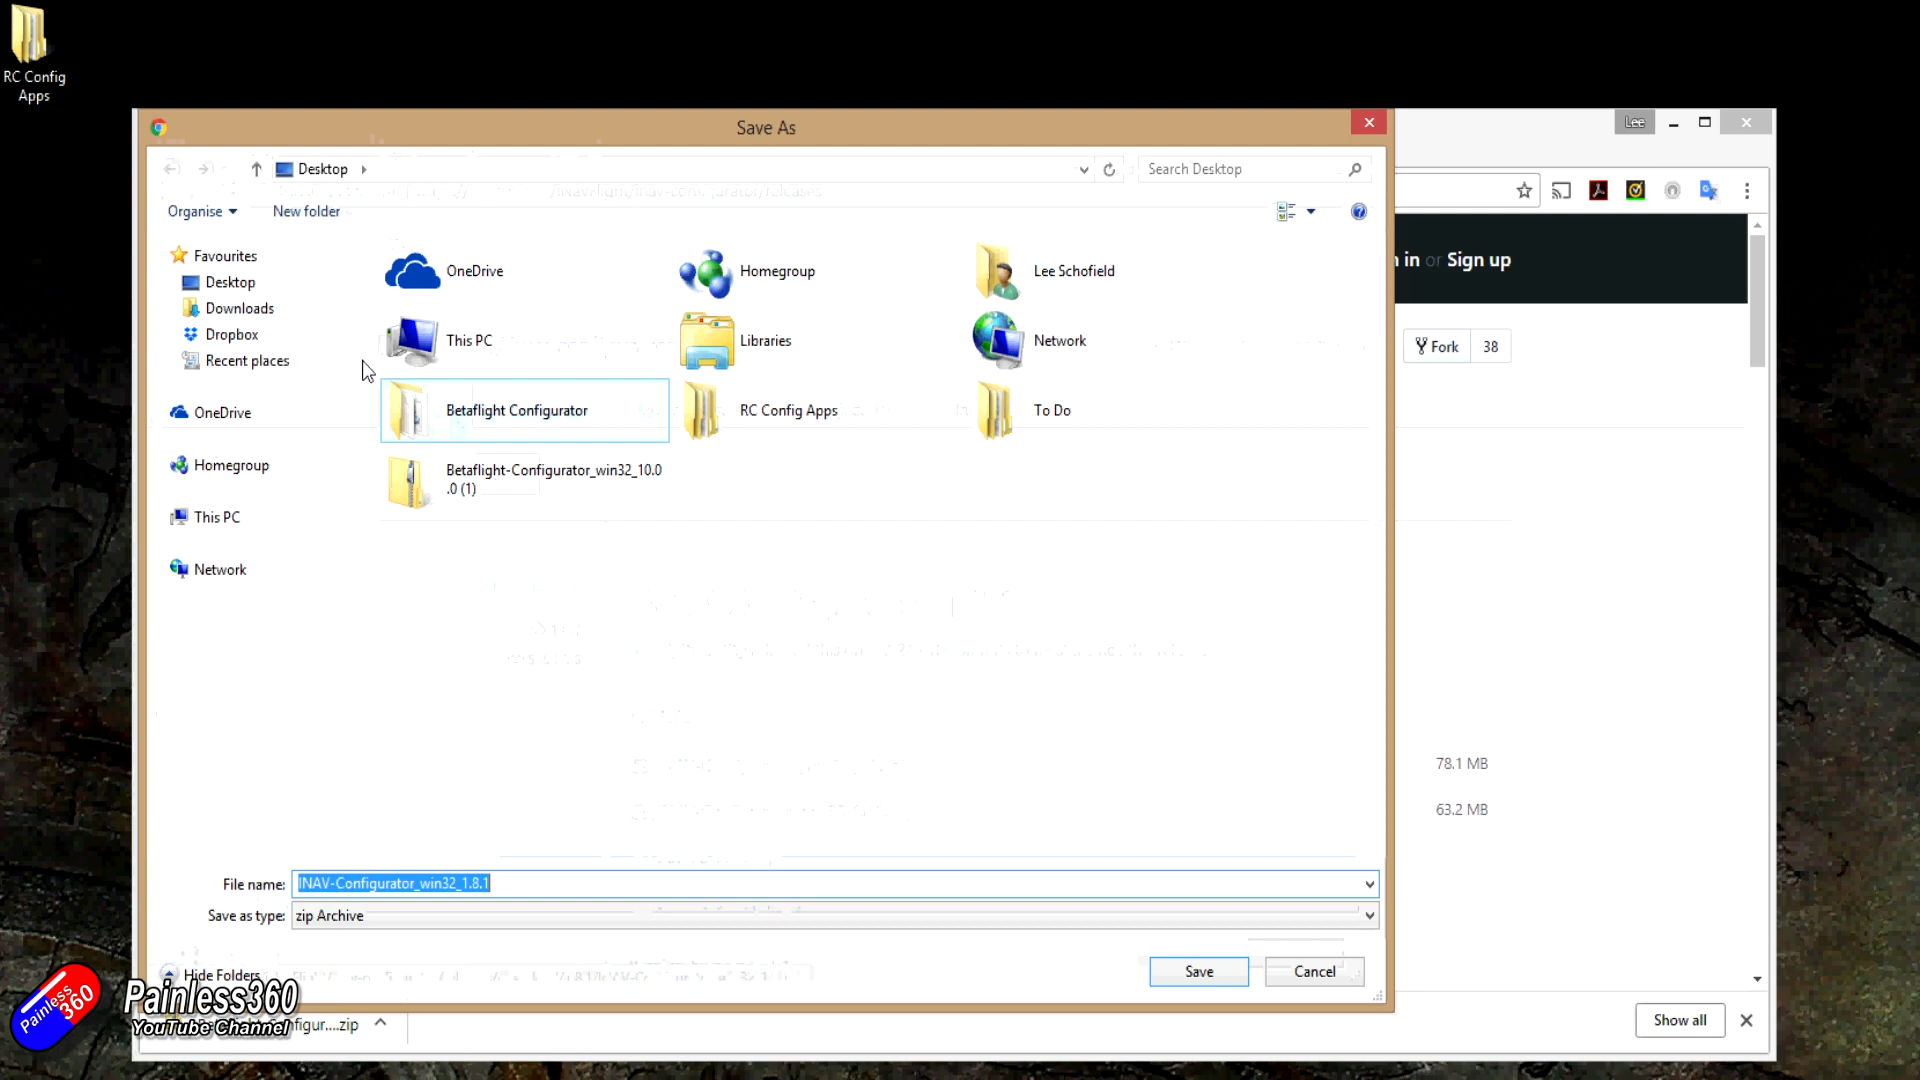 RC Config
Apps
Save As
Lee
Desktop
Search Desktop
Organise
New folder
Favourites
Desktop
Downloads
Dropbox
Recent places
OneDrive
Homegroup
This PC
Network
OneDrive
Homegroup
Lee Schofield
This PC
Libraries
Network
Betaflight Configurator
RC Config Apps
To Do
Betaflight-Configurator_win32_10.0
.0 (1)
in or Sign up
Fork 38
78.1 MB
63.2 MB
File name: INAV-Configurator_win32_1.8.1
Save as type: zip Archive
Hide Folders
Save
Cancel
Painless
360
Painless360
YouTube Channel
figur....zip
Show all